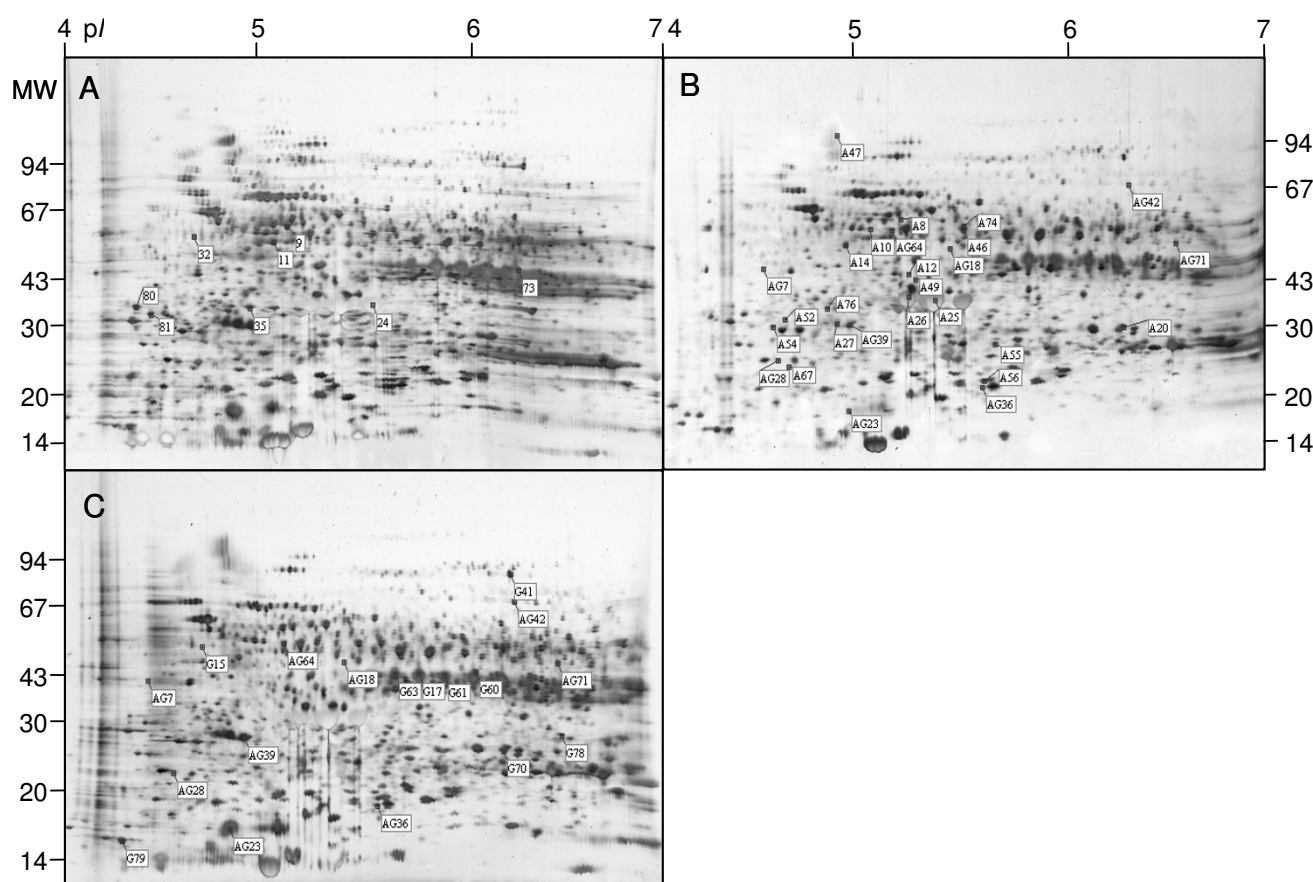 4 pI 5 6 7 4 5 6 7
MW A B
94 94
67 67
43 43
30 30
20 20
14 14
9
32
11
73
80
81
35
24
A47
AG42
A8 A74
A10 AG64 A46
A14 AG18 AG71
A12
AG7 A49
A76
A52 A26 A25
A54 A27 AG39 A20
A55
AG28 A67 A56
AG36
AG23
C
94
67
43
30
20
14
G41
AG42
G15 AG64
AG18 AG71
AG7 G63 G17 G61 G60
AG39 G78
G70
AG28
AG36
AG23
G79